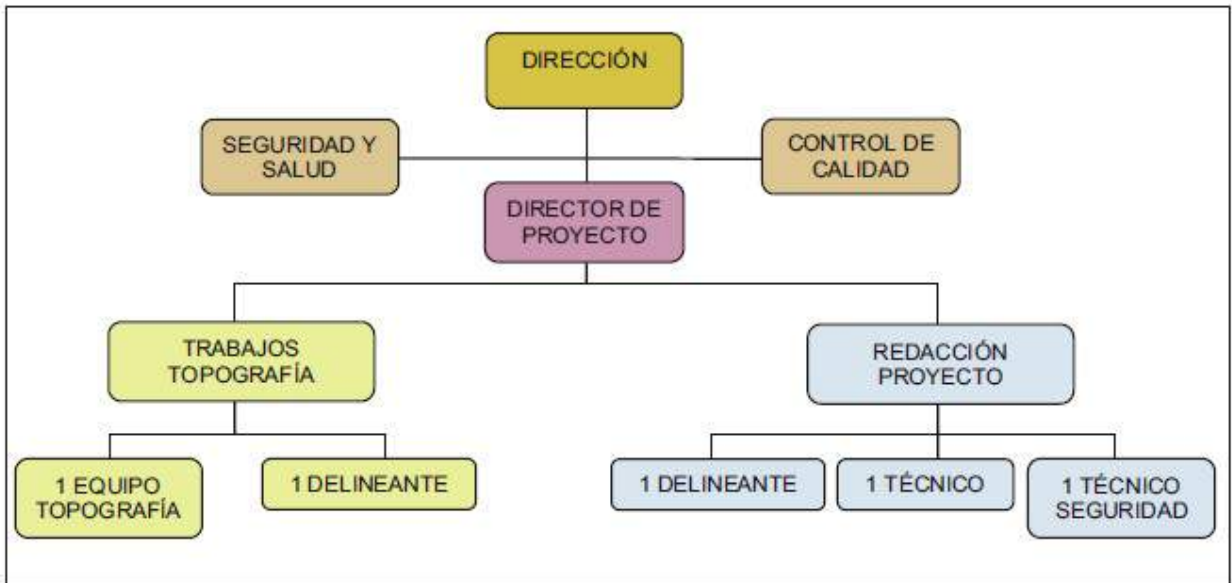 DIRECCIÓN
SEGURIDAD Y
SALUD
CONTROL DE
CALIDAD
DIRECTOR DE
PROYECTO
TRABAJOS
TOPOGRAFÍA
REDACCIÓN
PROYECTO
1 EQUIPO
TOPOGRAFÍA
1 DELINEANTE
1 DELINEANTE
1 TÉCNICO
1 TÉCNICO
SEGURIDAD